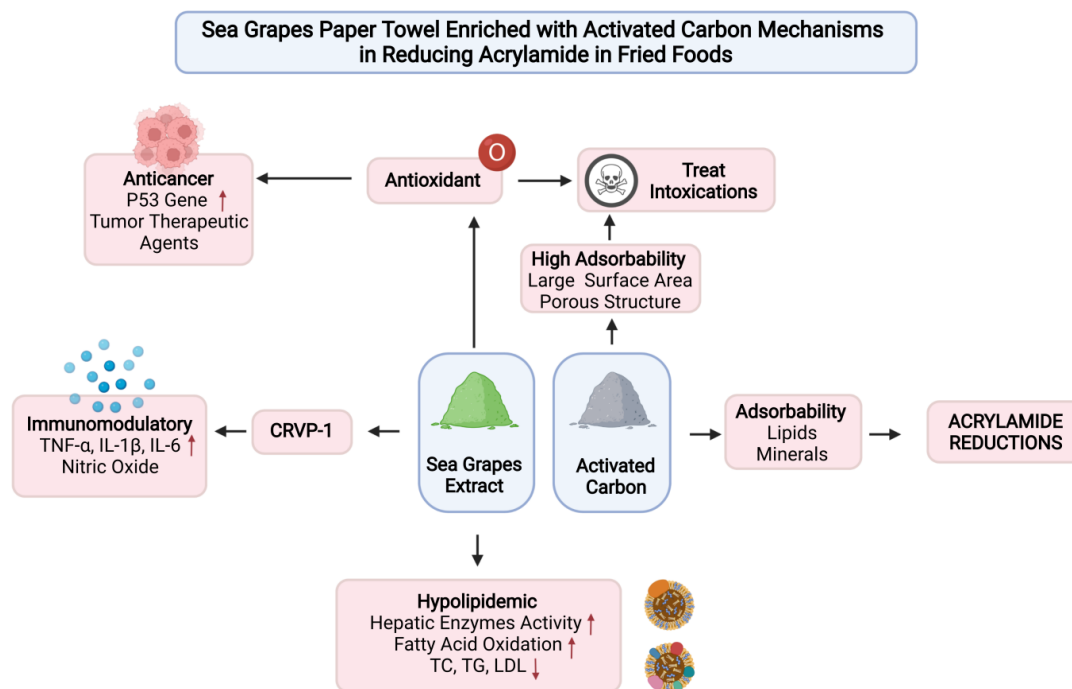 Sea Grapes Paper Towel Enriched with Activated Carbon Mechanisms
in Reducing Acrylamide in Fried Foods
Anticancer
P53 Gene ↑
Tumor Therapeutic
Agents
Antioxidant
O
Treat
Intoxications
High Adsorbability
Large Surface Area
Porous Structure
Immunomodulatory
TNF-α, IL-1β, IL-6 ↑
Nitric Oxide
CRVP-1
Sea Grapes
Extract
Activated
Carbon
Adsorbability
Lipids
Minerals
ACRYLAMIDE
REDUCTIONS
Hypolipidemic
Hepatic Enzymes Activity ↑
Fatty Acid Oxidation ↑
TC, TG, LDL ↓